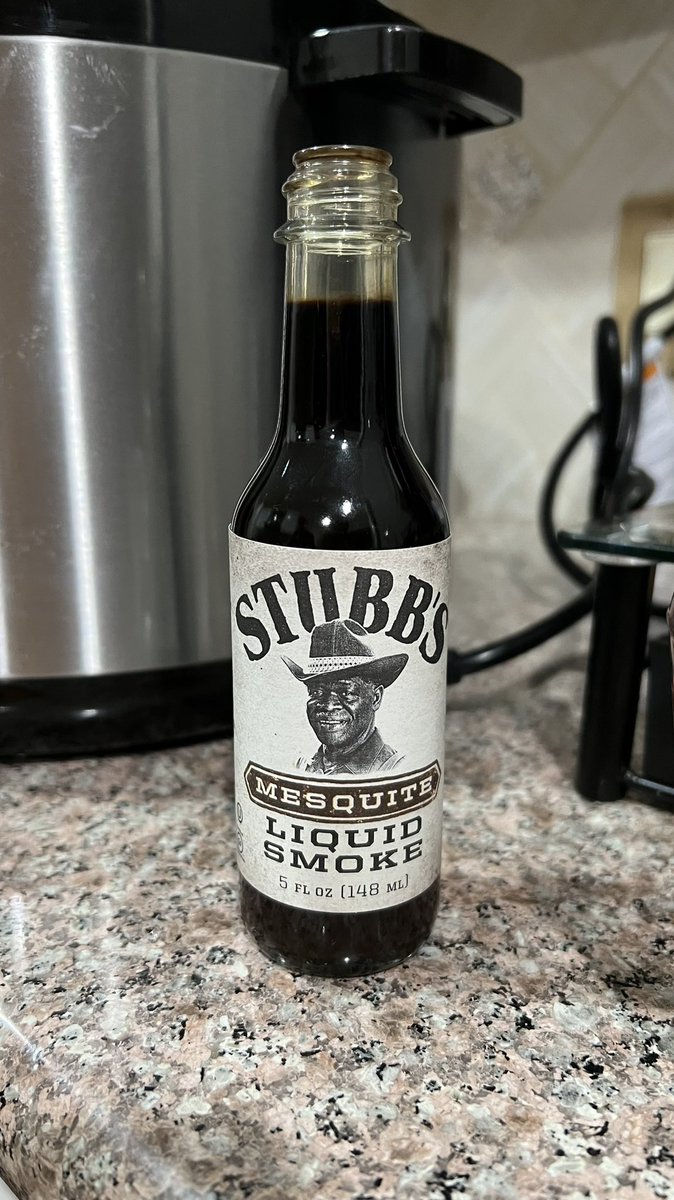 STUBB'S
MESQUITE
LIQUID
SMOKE
5 FL OZ (148 ML)